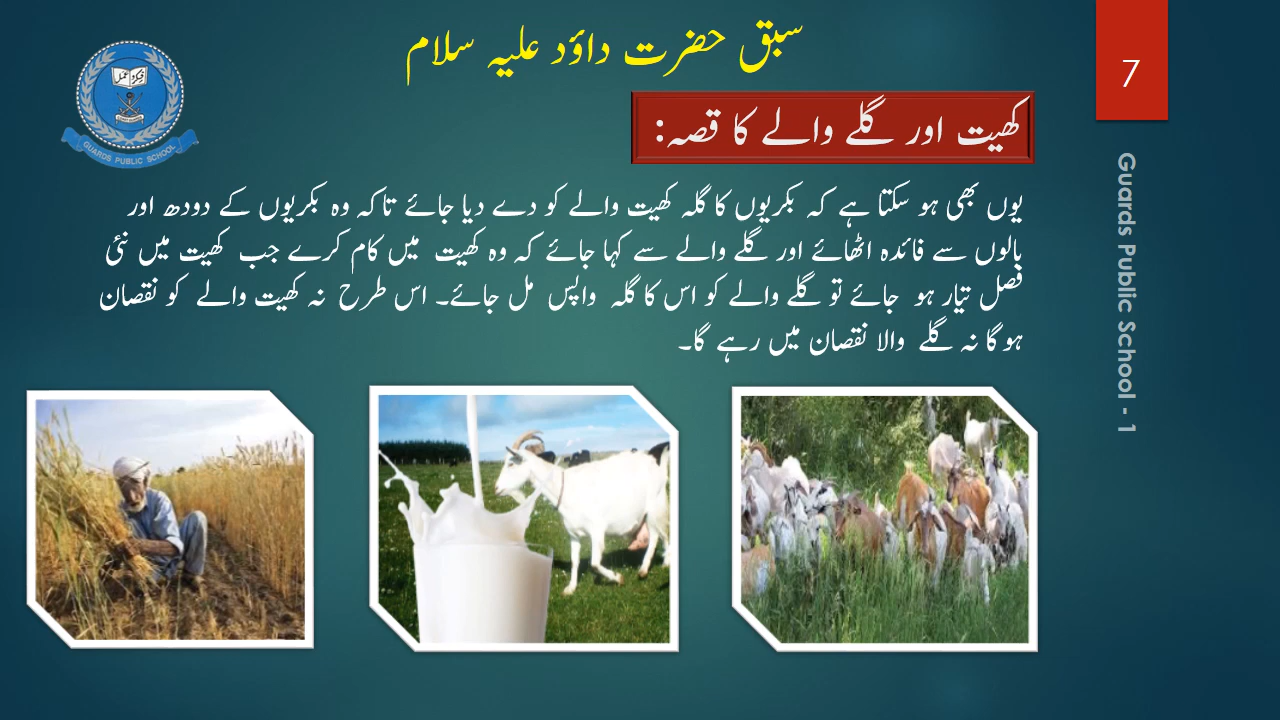 سبق حضرت داؤد علیہ سلام
7
کھیت اور گلے والے کا قصہ:
یوں بھی ہو سکتا ہے کہ بکریوں کا گلہ کھیت والے کو دے دیا جائے تاکہ وہ بکریوں کے دودھ اور
بالوں سے فائدہ اٹھائے اور گلے والے سے کہا جائے کہ وہ کھیت میں کام کرے جب کھیت میں نئی
فصل تیار ہو جائے تو گلے والے کو اس کا گلہ واپس مل جائے۔ اس طرح نہ کھیت والے کو نقصان
ہو گا نہ گلے والا نقصان میں رہے گا۔
Guards Public School - 1
GUARDS PUBLIC SCHOOL